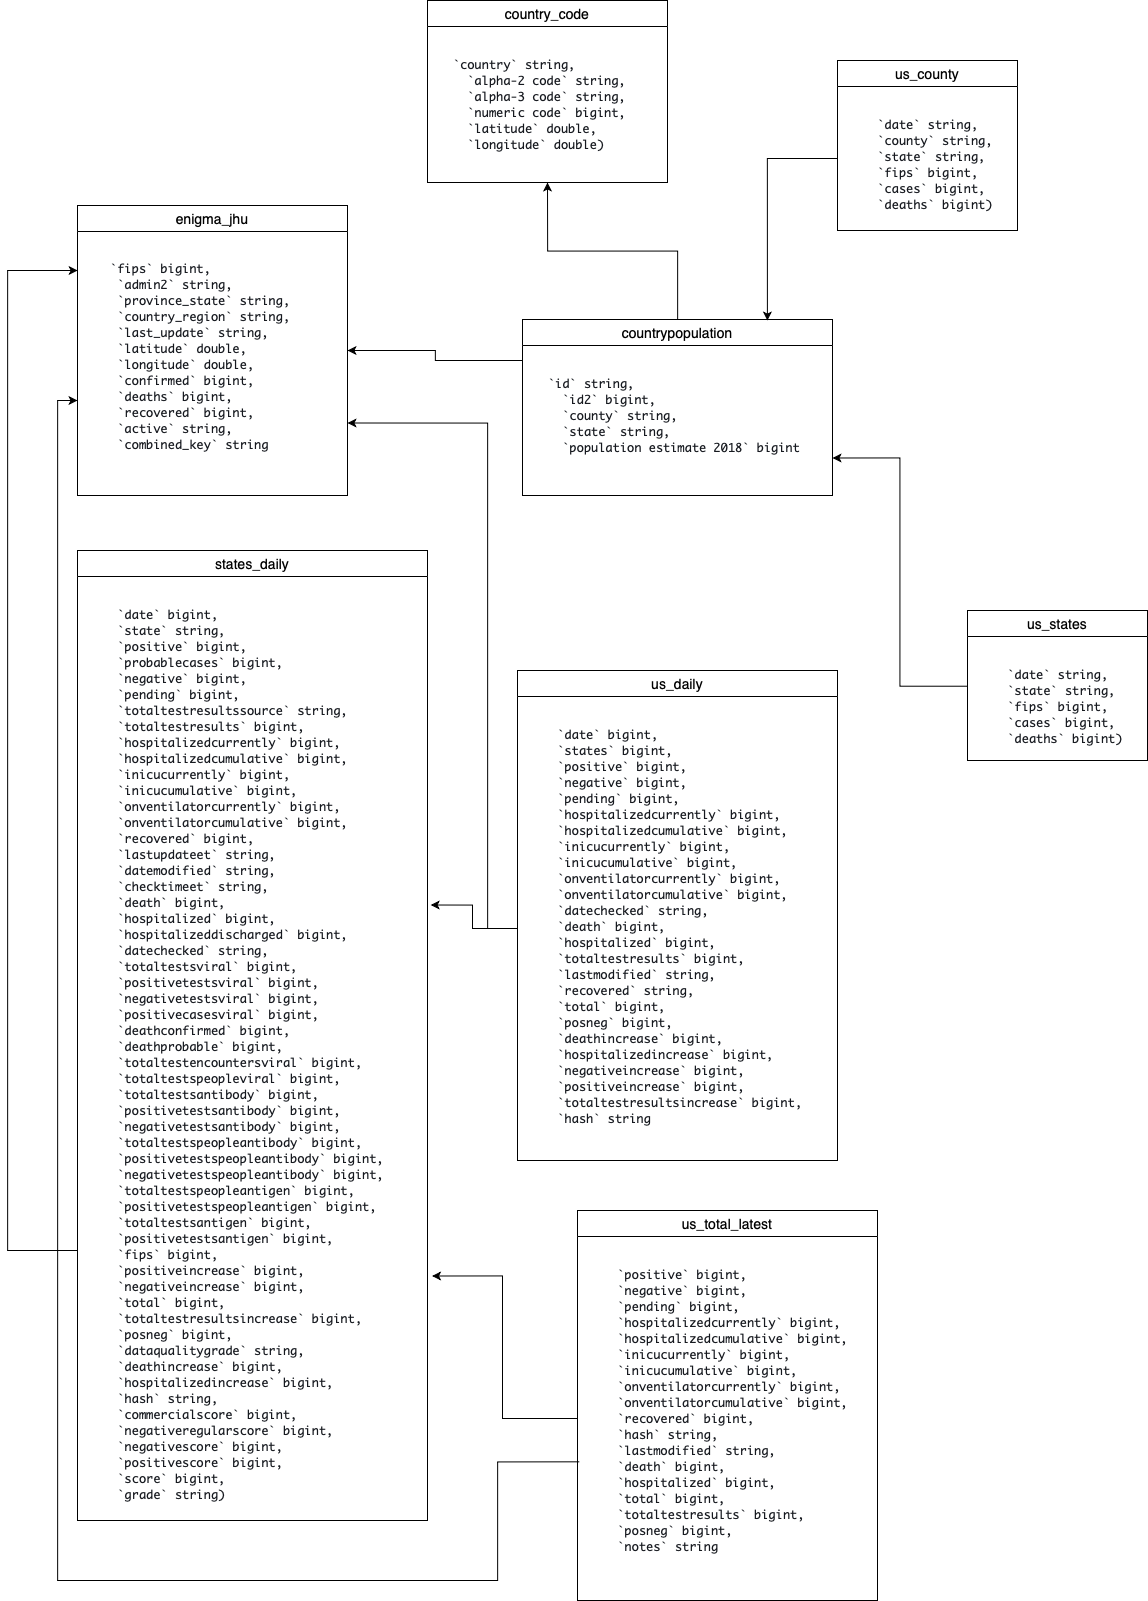 country_code
`country` string,
`alpha-2 code` string,
`alpha-3 code` string,
`numeric code` bigint,
`latitude` double,
`longitude` double)
us_county
`date` string,
`county` string,
`state` string,
`fips` bigint,
`cases` bigint,
`deaths` bigint)
enigma_jhu
`fips` bigint,
`admin2` string,
`province_state` string,
`country_region` string,
`last_update` string,
`latitude` double,
`longitude` double,
`confirmed` bigint,
`deaths` bigint,
`recovered` bigint,
`active` string,
`combined_key` string
countrypopulation
`id` string,
`id2` bigint,
`county` string,
`state` string,
`population estimate 2018` bigint
states_daily
`date` bigint,
`state` string,
`positive` bigint,
`probablecases` bigint,
`negative` bigint,
`pending` bigint,
`totaltestresultssource` string,
`totaltestresults` bigint,
`hospitalizedcurrently` bigint,
`hospitalizedcumulative` bigint,
`inicucurrently` bigint,
`inicucumulative` bigint,
`onventilatorcurrently` bigint,
`onventilatorcumulative` bigint,
`recovered` bigint,
`lastupdateet` string,
`datemodified` string,
`checktimeet` string,
`death` bigint,
`hospitalized` bigint,
`hospitalizeddischarged` bigint,
`datechecked` string,
`totaltestsviral` bigint,
`positivetestsviral` bigint,
`negativetestsviral` bigint,
`positivecasesviral` bigint,
`deathconfirmed` bigint,
`deathprobable` bigint,
`totaltestencountersviral` bigint,
`totaltestspeopleviral` bigint,
`totaltestsantibody` bigint,
`positivetestsantibody` bigint,
`negativetestsantibody` bigint,
`totaltestspeopleantibody` bigint,
`positivetestspeopleantibody` bigint,
`negativetestspeopleantibody` bigint,
`totaltestspeopleantigen` bigint,
`positivetestspeopleantigen` bigint,
`totaltestsantigen` bigint,
`positivetestsantigen` bigint,
`fips` bigint,
`positiveincrease` bigint,
`negativeincrease` bigint,
`total` bigint,
`totaltestresultsincrease` bigint,
`posneg` bigint,
`dataqualitygrade` string,
`deathincrease` bigint,
`hospitalizedincrease` bigint,
`hash` string,
`commercialscore` bigint,
`negativeregularscore` bigint,
`negativescore` bigint,
`positivescore` bigint,
`score` bigint,
`grade` string)
us_states
`date` string,
`state` string,
`fips` bigint,
`cases` bigint,
`deaths` bigint)
us_daily
`date` bigint,
`states` bigint,
`positive` bigint,
`negative` bigint,
`pending` bigint,
`hospitalizedcurrently` bigint,
`hospitalizedcumulative` bigint,
`inicucurrently` bigint,
`inicucumulative` bigint,
`onventilatorcurrently` bigint,
`onventilatorcumulative` bigint,
`datechecked` string,
`death` bigint,
`hospitalized` bigint,
`totaltestresults` bigint,
`lastmodified` string,
`recovered` string,
`total` bigint,
`posneg` bigint,
`deathincrease` bigint,
`hospitalizedincrease` bigint,
`negativeincrease` bigint,
`positiveincrease` bigint,
`totaltestresultsincrease` bigint,
`hash` string
us_total_latest
`positive` bigint,
`negative` bigint,
`pending` bigint,
`hospitalizedcurrently` bigint,
`hospitalizedcumulative` bigint,
`inicucurrently` bigint,
`inicucumulative` bigint,
`onventilatorcurrently` bigint,
`onventilatorcumulative` bigint,
`recovered` bigint,
`hash` string,
`lastmodified` string,
`death` bigint,
`hospitalized` bigint,
`total` bigint,
`totaltestresults` bigint,
`posneg` bigint,
`notes` string